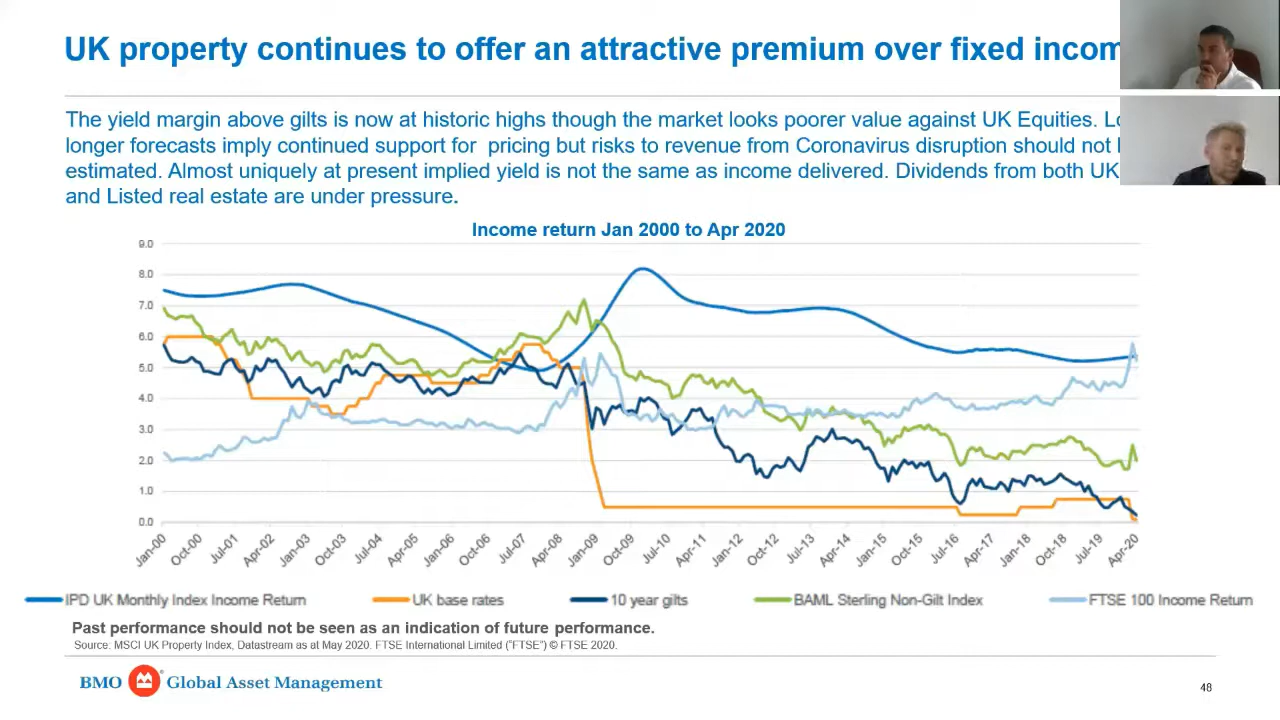 UK property continues to offer an attractive premium over fixed incom
The yield margin above gilts is now at historic highs though the market looks poorer value against UK Equities.
longer forecasts imply continued support for pricing but risks to revenue from Coronavirus disruption should not
estimated. Almost uniquely at present implied yield is not the same as income delivered. Dividends from both UK
and Listed real estate are under pressure.
Income return Jan 2000 to Apr 2020
9.0
8.0
7.0
6.0
5.0
4.0
3.0
2.0
1.0
0.0
Jan-00 Oct-00 Jul-01 Apr-02 Jan-03 Oct-03 Jul-04 Apr-05 Jan-06 Oct-06 Jul-07 Apr-08 Jan-09 Oct-09 Jul-10 Apr-11 Jan-12 Oct-12 Jul-13 Apr-14 Jan-15 Oct-15 Jul-16 Apr-17 Jan-18 Oct-18 Jul-19 Apr-20
IPD UK Monthly Index Income Return UK base rates 10 year gilts BAML Sterling Non-Gilt Index FTSE 100 Income Return
Past performance should not be seen as an indication of future performance.
Source: MSCI UK Property Index, Datastream as at May 2020. FTSE International Limited ("FTSE") © FTSE 2020.
BMO Global Asset Management
48